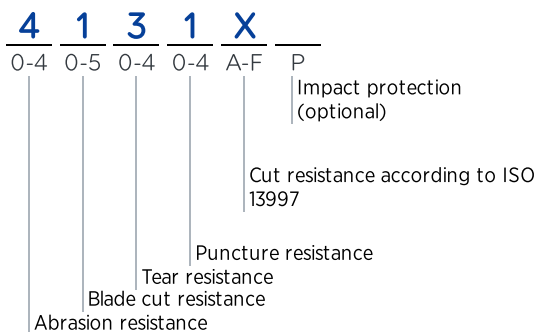 4 1 3 1 X
0-4 0-5 0-4 0-4 A-F P
Impact protection
(optional)
Cut resistance according to ISO
13997
Puncture resistance
Tear resistance
Blade cut resistance
Abrasion resistance